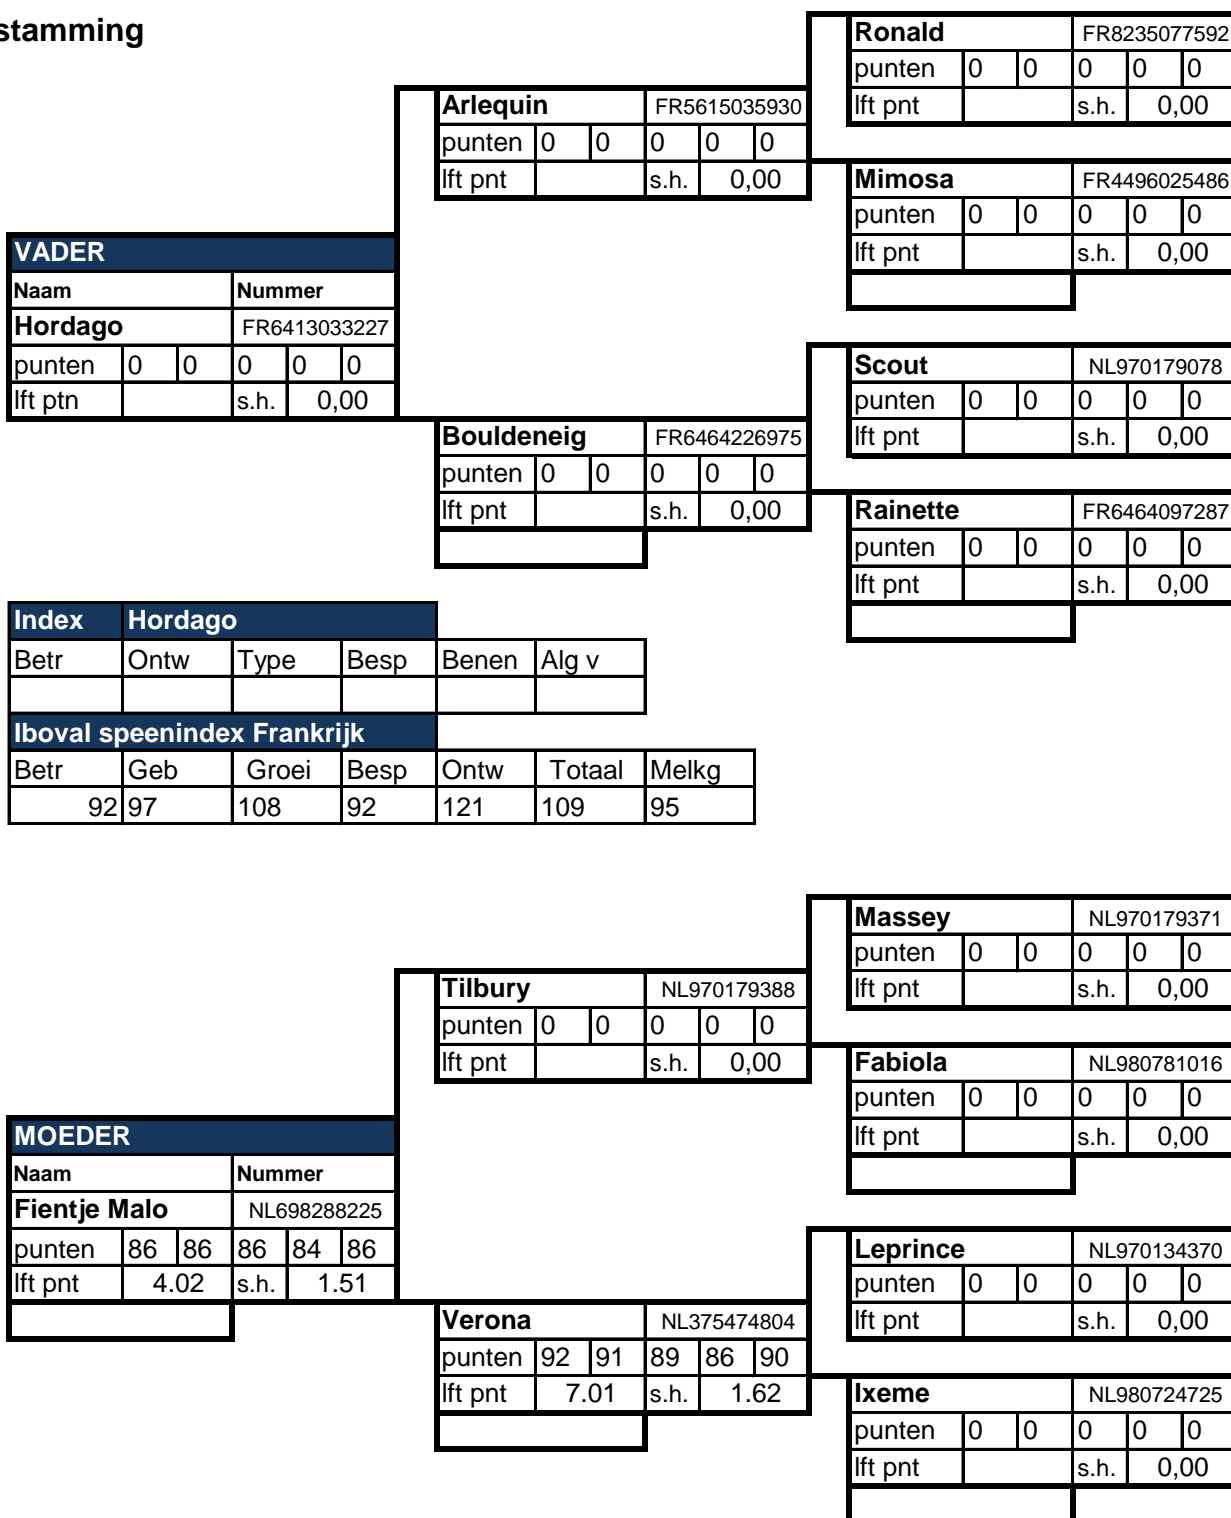 stamming
Ronald FR8235077592
punten 0 0 0 0 0
lft pnt s.h. 0,00
Arlequin FR5615035930
punten 0 0 0 0 0
lft pnt s.h. 0,00
Mimosa FR4496025486
punten 0 0 0 0 0
lft pnt s.h. 0,00
VADER
Naam Nummer
Hordago FR6413033227
punten 0 0 0 0 0
lft ptn s.h. 0,00
Scout NL970179078
punten 0 0 0 0 0
lft pnt s.h. 0,00
Bouldeneig FR6464226975
punten 0 0 0 0 0
lft pnt s.h. 0,00
Rainette FR6464097287
punten 0 0 0 0 0
lft pnt s.h. 0,00
Index Hordago
Betr Ontw Type Besp Benen Alg v
Iboval speenindex Frankrijk
Betr Geb Groei Besp Ontw Totaal Melkg
92 97 108 92 121 109 95
Massey NL970179371
punten 0 0 0 0 0
lft pnt s.h. 0,00
Tilbury NL970179388
punten 0 0 0 0 0
lft pnt s.h. 0,00
Fabiola NL980781016
punten 0 0 0 0 0
lft pnt s.h. 0,00
MOEDER
Naam Nummer
Fientje Malo NL698288225
punten 86 86 86 84 86
lft pnt 4.02 s.h. 1.51
Leprince NL970134370
punten 0 0 0 0 0
lft pnt s.h. 0,00
Verona NL375474804
punten 92 91 89 86 90
lft pnt 7.01 s.h. 1.62
Ixeme NL980724725
punten 0 0 0 0 0
lft pnt s.h. 0,00